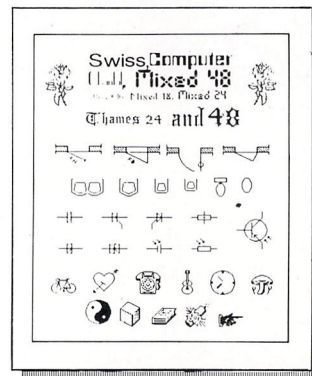 Swiss, Computer
Mixed 48
Mixed 18, Mixed 24
Thames 24 and 48